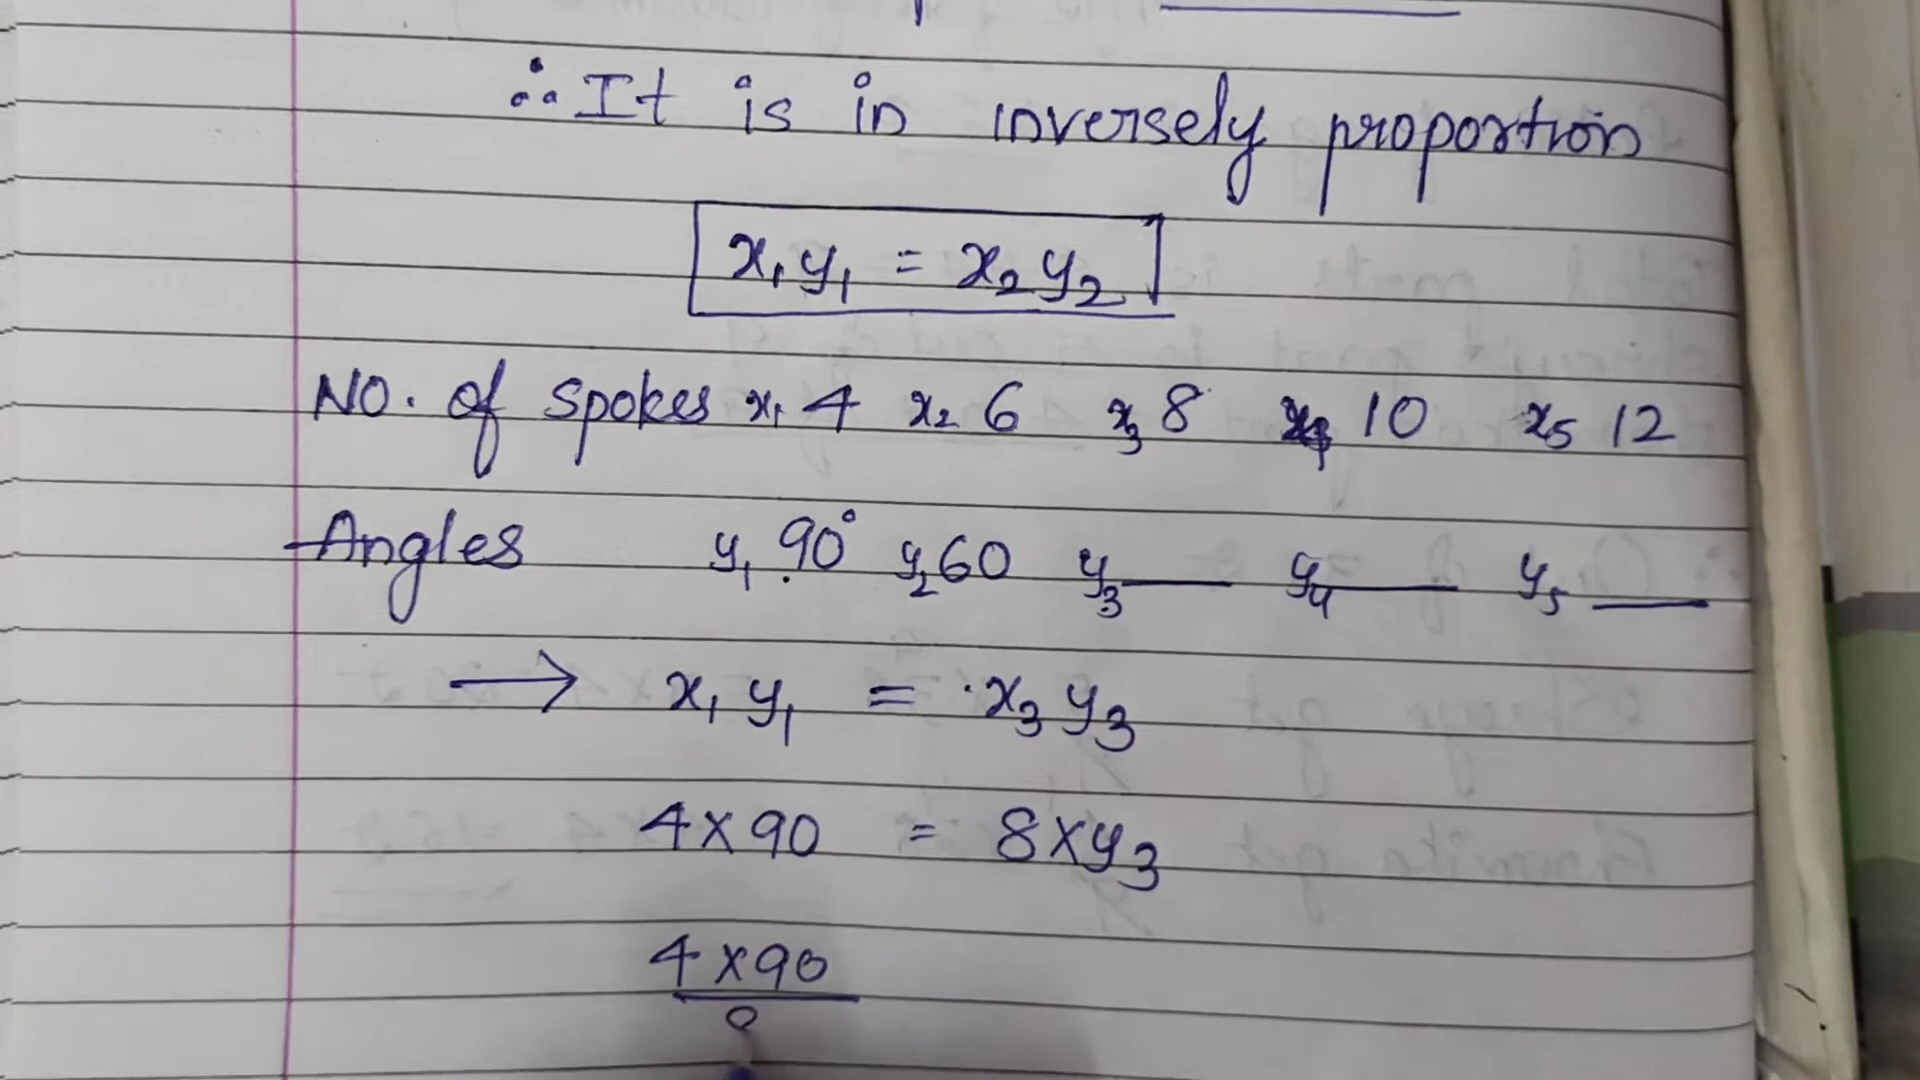 ∴ It is in inversely proportion
x₁y₁ = x₂y₂
No. of spokes x₁ 4 x₂ 6 x₃ 8 x₄ 10 x₅ 12
Angles y₁ 90° y₂ 60 y₃ ___ y₄ ___ y₅ ___
→ x₁ y₁ = x₃ y₃
4 x 90 = 8 x y₃
4 x 90